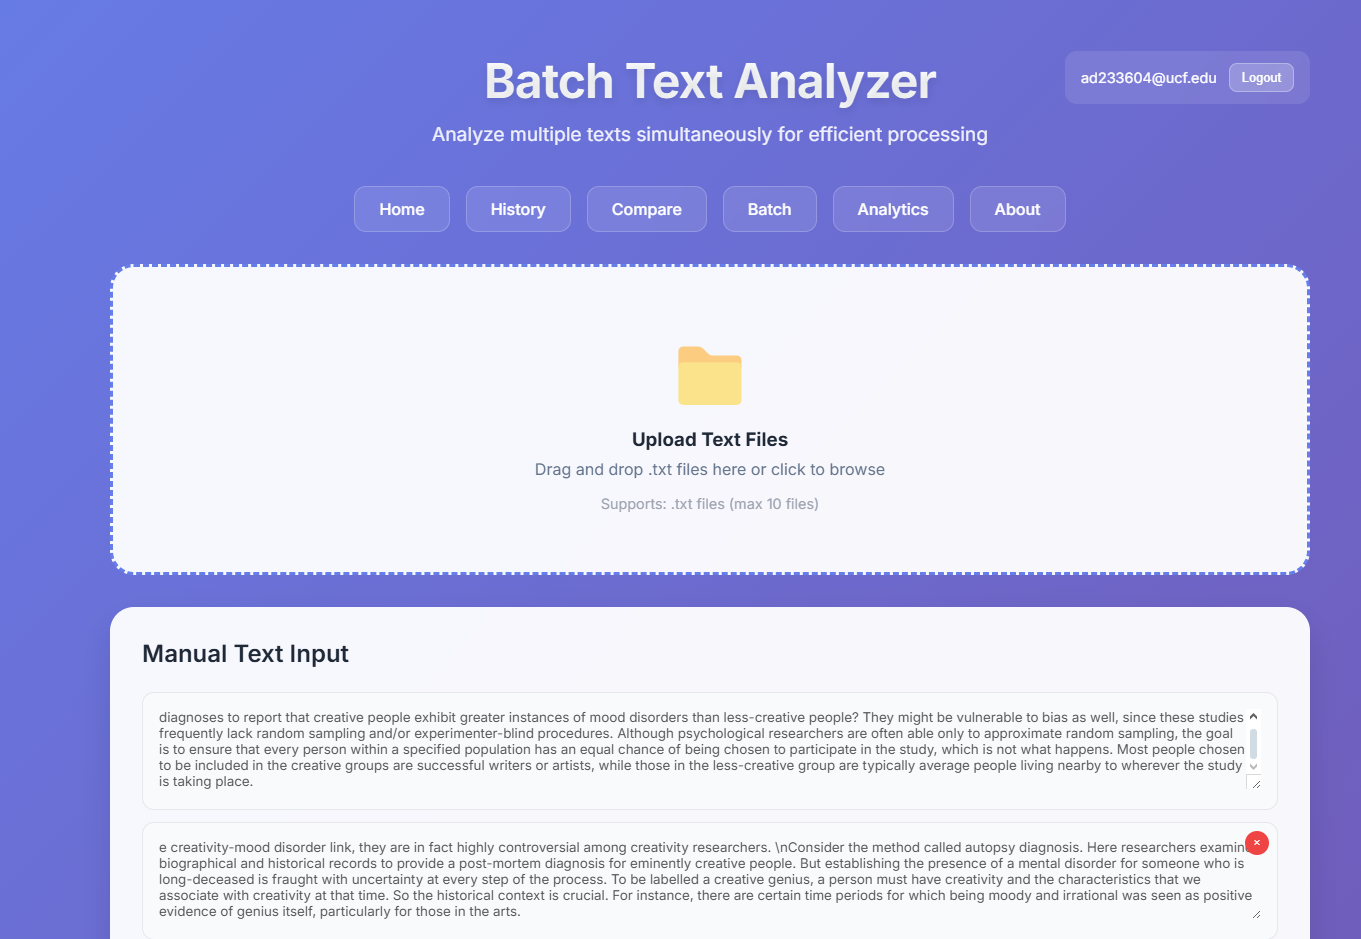 Batch Text Analyzer
ad233604@ucf.edu
Logout
Analyze multiple texts simultaneously for efficient processing
Home
History
Compare
Batch
Analytics
About
Upload Text Files
Drag and drop .txt files here or click to browse
Supports: .txt files (max 10 files)
Manual Text Input
diagnoses to report that creative people exhibit greater instances of mood disorders than less-creative people? They might be vulnerable to bias as well, since these studies
frequently lack random sampling and/or experimenter-blind procedures. Although psychological researchers are often able only to approximate random sampling, the goal
is to ensure that every person within a specified population has an equal chance of being chosen to participate in the study, which is not what happens. Most people chosen
to be included in the creative groups are successful writers or artists, while those in the less-creative group are typically average people living nearby to wherever the study
is taking place.
e creativity-mood disorder link, they are in fact highly controversial among creativity researchers. \nConsider the method called autopsy diagnosis. Here researchers examin
biographical and historical records to provide a post-mortem diagnosis for eminently creative people. But establishing the presence of a mental disorder for someone who is
long-deceased is fraught with uncertainty at every step of the process. To be labelled a creative genius, a person must have creativity and the characteristics that we
associate with creativity at that time. So the historical context is crucial. For instance, there are certain time periods for which being moody and irrational was seen as positive
evidence of genius itself, particularly for those in the arts.